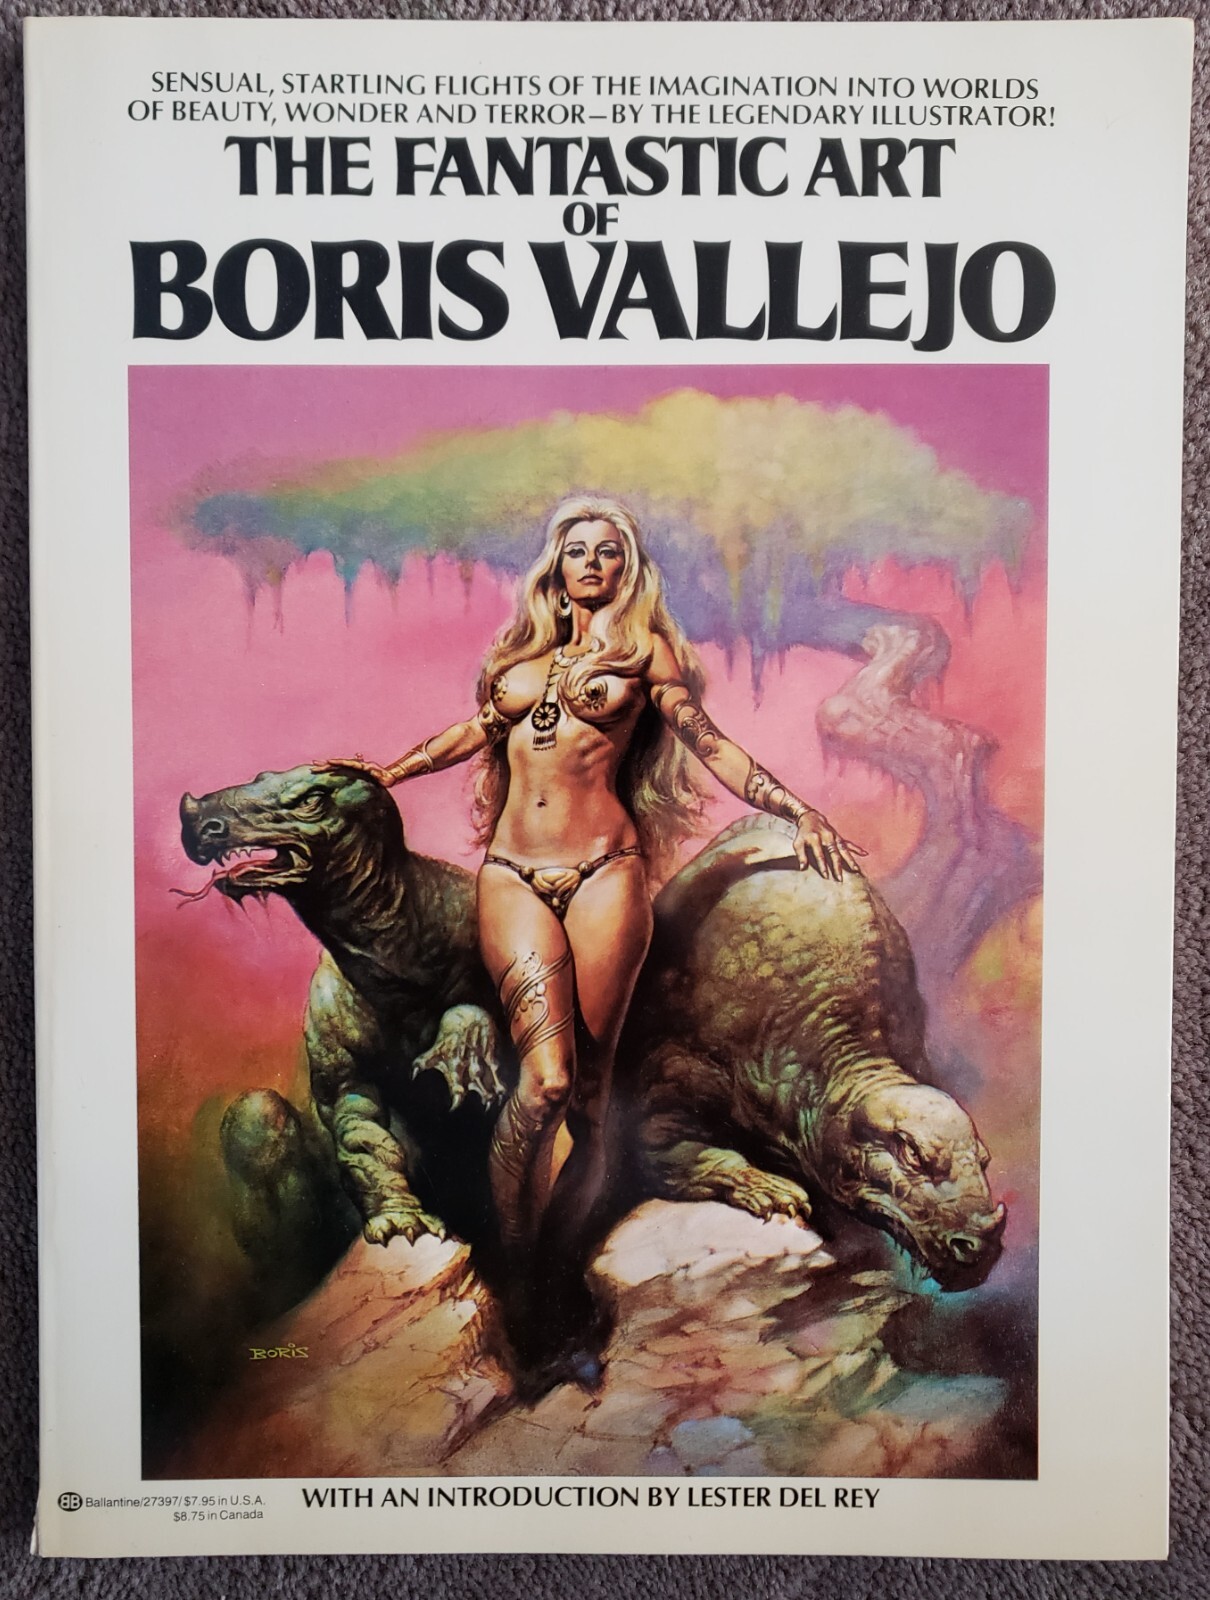 SENSUAL, STARTLING FLIGHTS OF THE IMAGINATION INTO WORLDS
OF BEAUTY, WONDER AND TERROR—BY THE LEGENDARY ILLUSTRATOR!
THE FANTASTIC ART
OF
BORIS VALLEJO
BORIS
BB Ballantine/27397/$7.95 in U.S.A.
$8.75 in Canada
WITH AN INTRODUCTION BY LESTER DEL REY